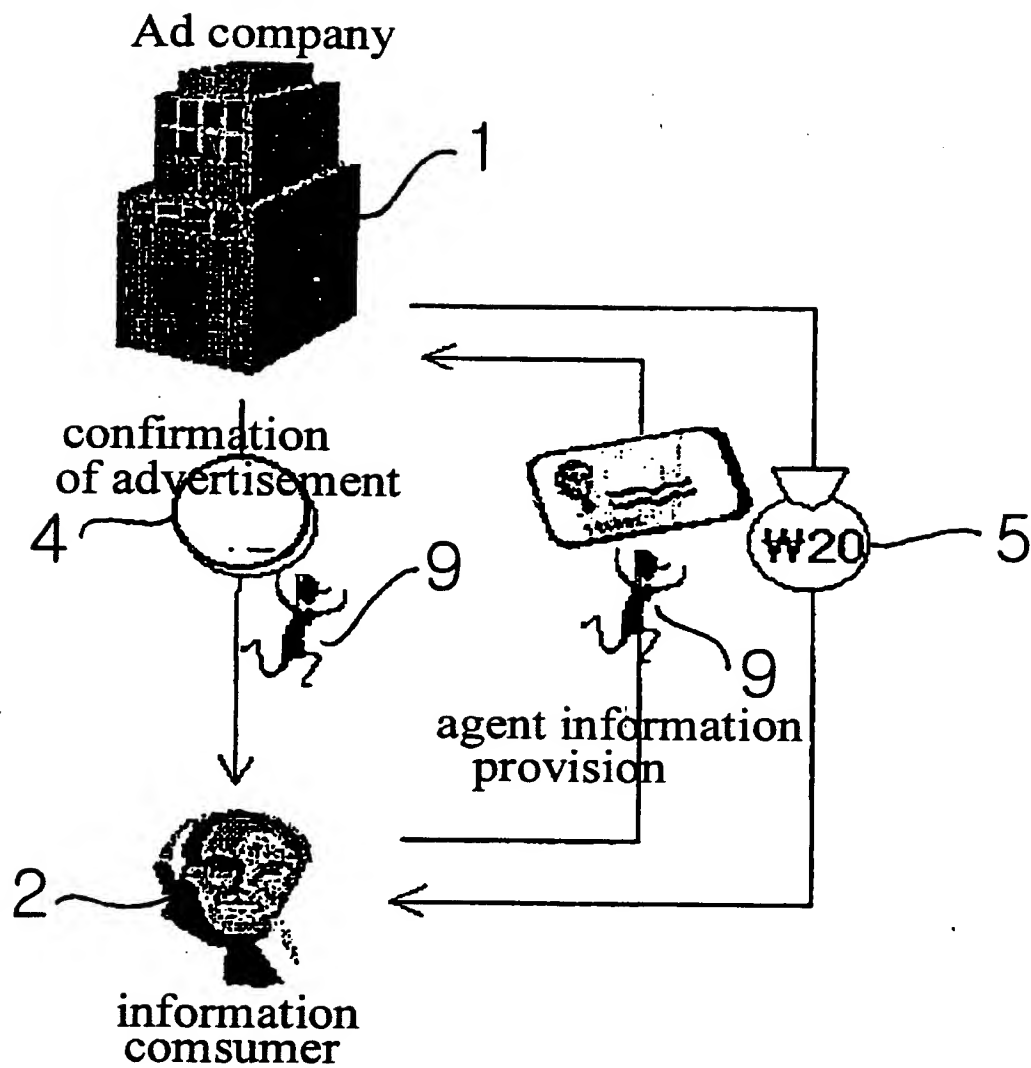 Ad company
1
confirmation
of advertisement
4
9
₩20
5
9
agent information
provision
2
information
comsumer